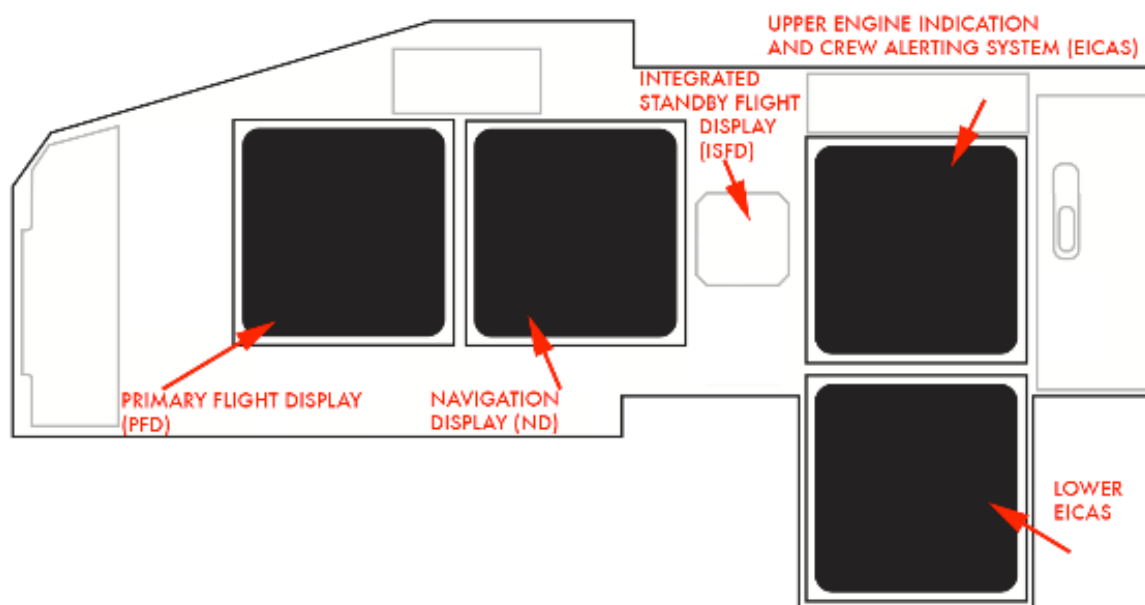 UPPER ENGINE INDICATION
AND CREW ALERTING SYSTEM (EICAS)
INTEGRATED
STANDBY FLIGHT
DISPLAY
(ISFD)
PRIMARY FLIGHT DISPLAY
(PFD)
NAVIGATION
DISPLAY (ND)
LOWER
EICAS